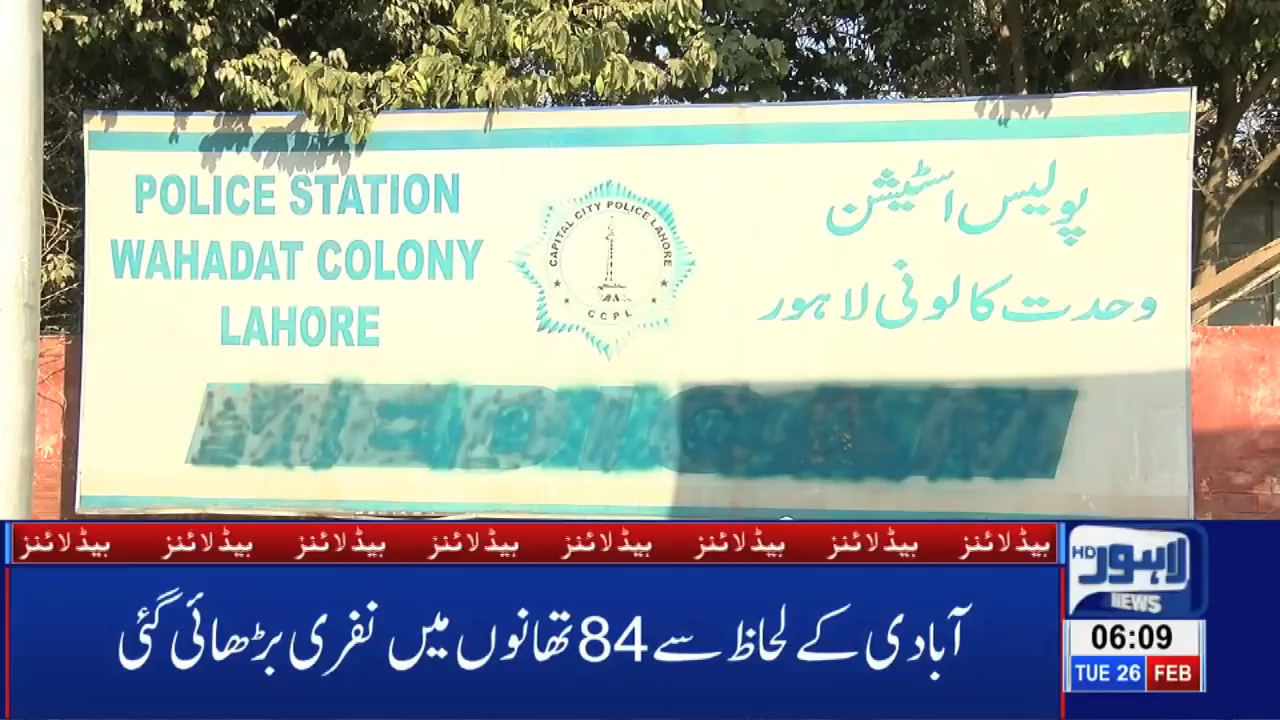 POLICE STATION
WAHADAT COLONY
LAHORE
CAPITAL CITY POLICE LAHORE
CCPL
پولیس اسٹیشن
وحدت کالونی لاہور
ہیڈلائنز ہیڈلائنز ہیڈلائنز ہیڈلائنز ہیڈلائنز ہیڈلائنز ہیڈلائنز ہیڈلائنز
آبادی کے لحاظ سے 84 تھانوں میں نفری بڑھائی گئی
HD لاہور
NEWS
06:09
TUE 26 FEB